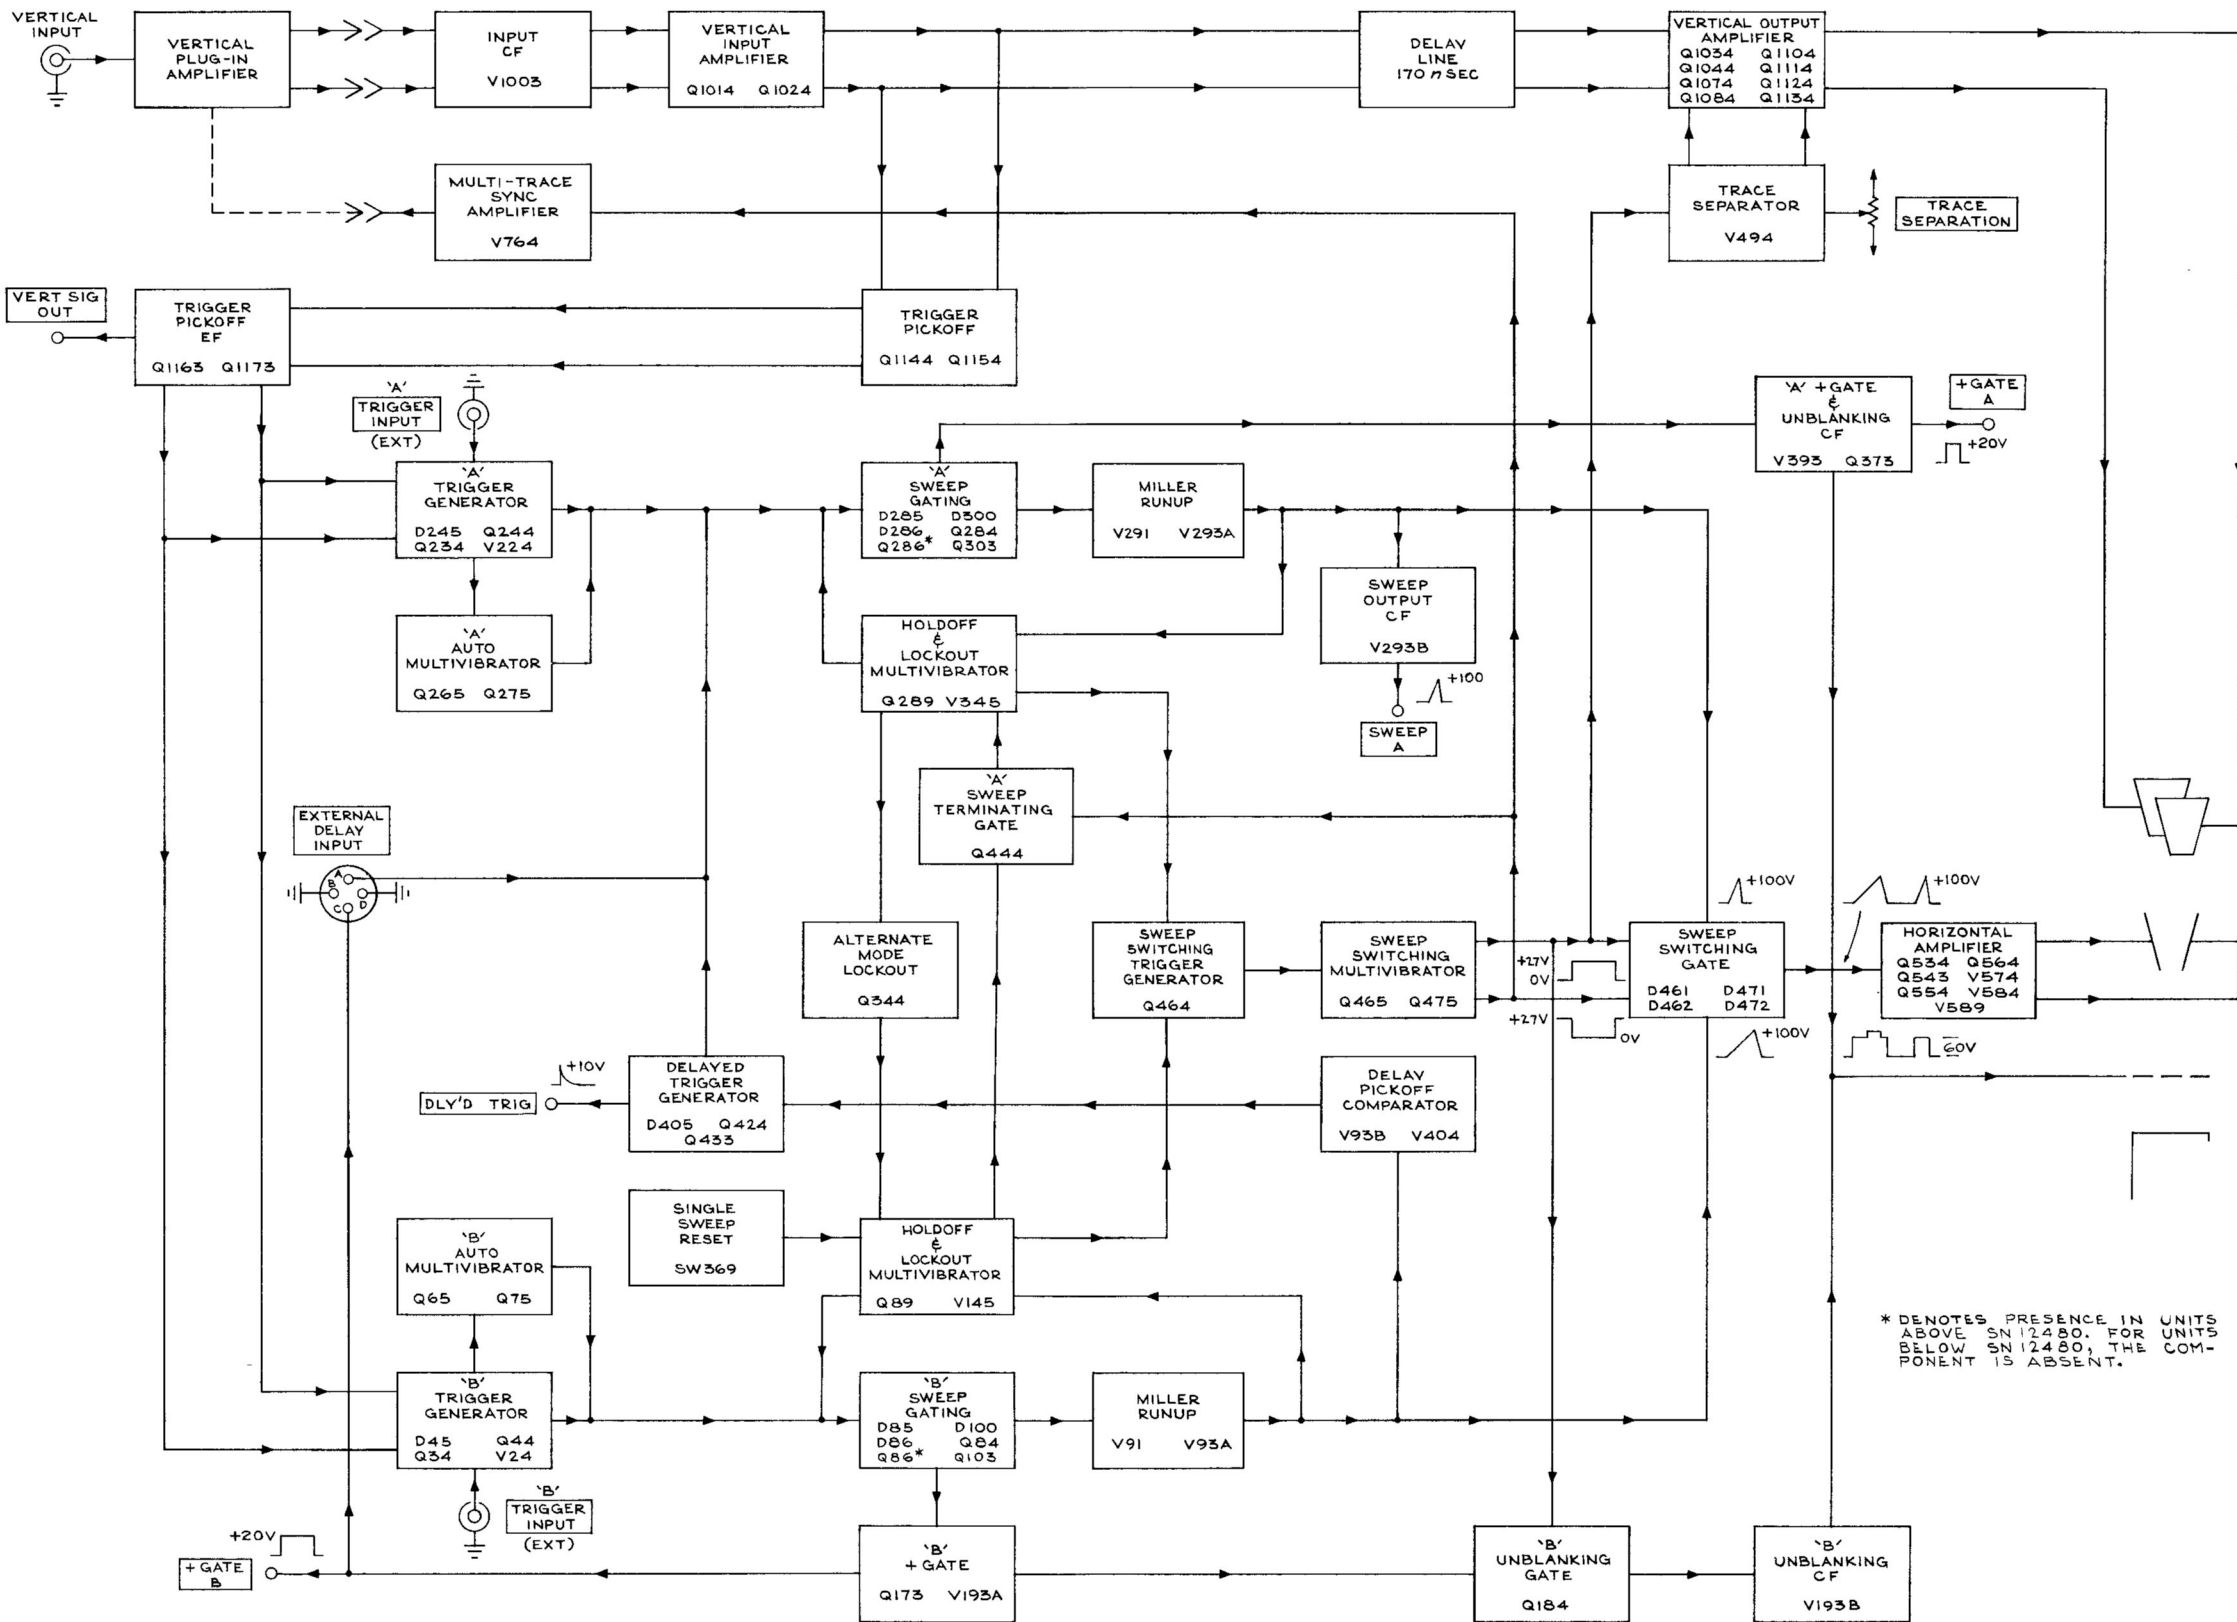 VERTICAL
INPUT
VERTICAL
PLUG-IN
AMPLIFIER
INPUT
CF
V1003
VERTICAL
INPUT
AMPLIFIER
Q1014 Q1024
DELAY
LINE
170 n SEC
VERTICAL OUTPUT
AMPLIFIER
Q1034 Q1104
Q1044 Q1114
Q1074 Q1124
Q1084 Q1134
MULTI-TRACE
SYNC
AMPLIFIER
V764
TRACE
SEPARATOR
V494
TRACE
SEPARATION
VERT SIG
OUT
TRIGGER
PICKOFF
EF
Q1163 Q1173
TRIGGER
PICKOFF
Q1144 Q1154
'A'
TRIGGER
INPUT
(EXT)
'A' +GATE
&
UNBLANKING
CF
V393 Q373
+GATE
A
+20V
'A'
TRIGGER
GENERATOR
D245 Q244
Q234 V224
'A'
SWEEP
GATING
D285 D300
D286 Q284
Q286* Q303
MILLER
RUNUP
V291 V293A
'A'
AUTO
MULTIVIBRATOR
Q265 Q275
HOLDOFF
&
LOCKOUT
MULTIVIBRATOR
Q289 V345
SWEEP
OUTPUT
CF
V293B
+100
SWEEP
A
'A'
SWEEP
TERMINATING
GATE
Q444
EXTERNAL
DELAY
INPUT
A
B
D
C
ALTERNATE
MODE
LOCKOUT
Q344
SWEEP
SWITCHING
TRIGGER
GENERATOR
Q464
SWEEP
SWITCHING
MULTIVIBRATOR
Q465 Q475
+27V
0V
+27V
0V
+100V
SWEEP
SWITCHING
GATE
D461 D471
D462 D472
+100V
+100V
HORIZONTAL
AMPLIFIER
Q534 Q564
Q543 V574
Q554 V584
V589
60V
DLY'D TRIG
+10V
DELAYED
TRIGGER
GENERATOR
D405 Q424
Q433
DELAY
PICKOFF
COMPARATOR
V93B V404
SINGLE
SWEEP
RESET
SW369
HOLDOFF
&
LOCKOUT
MULTIVIBRATOR
Q89 V145
'B'
AUTO
MULTIVIBRATOR
Q65 Q75
'B'
TRIGGER
GENERATOR
D45 Q44
Q34 V24
'B'
SWEEP
GATING
D85 D100
D86 Q84
Q86* Q103
MILLER
RUNUP
V91 V93A
* DENOTES PRESENCE IN UNITS
ABOVE SN 12480. FOR UNITS
BELOW SN 12480, THE COM-
PONENT IS ABSENT.
'B'
TRIGGER
INPUT
(EXT)
+20V
+ GATE
B
'B'
+ GATE
Q173 V193A
'B'
UNBLANKING
GATE
Q184
'B'
UNBLANKING
CF
V193B